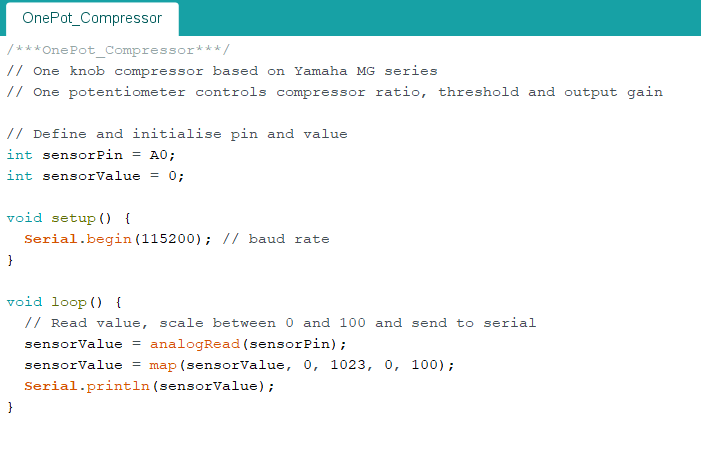 OnePot_Compressor
/***OnePot_Compressor***/
// One knob compressor based on Yamaha MG series
// One potentiometer controls compressor ratio, threshold and output gain
// Define and initialise pin and value
int sensorPin = A0;
int sensorValue = 0;
void setup() {
  Serial.begin(115200); // baud rate
}
void loop() {
  // Read value, scale between 0 and 100 and send to serial
  sensorValue = analogRead(sensorPin);
  sensorValue = map(sensorValue, 0, 1023, 0, 100);
  Serial.println(sensorValue);
}